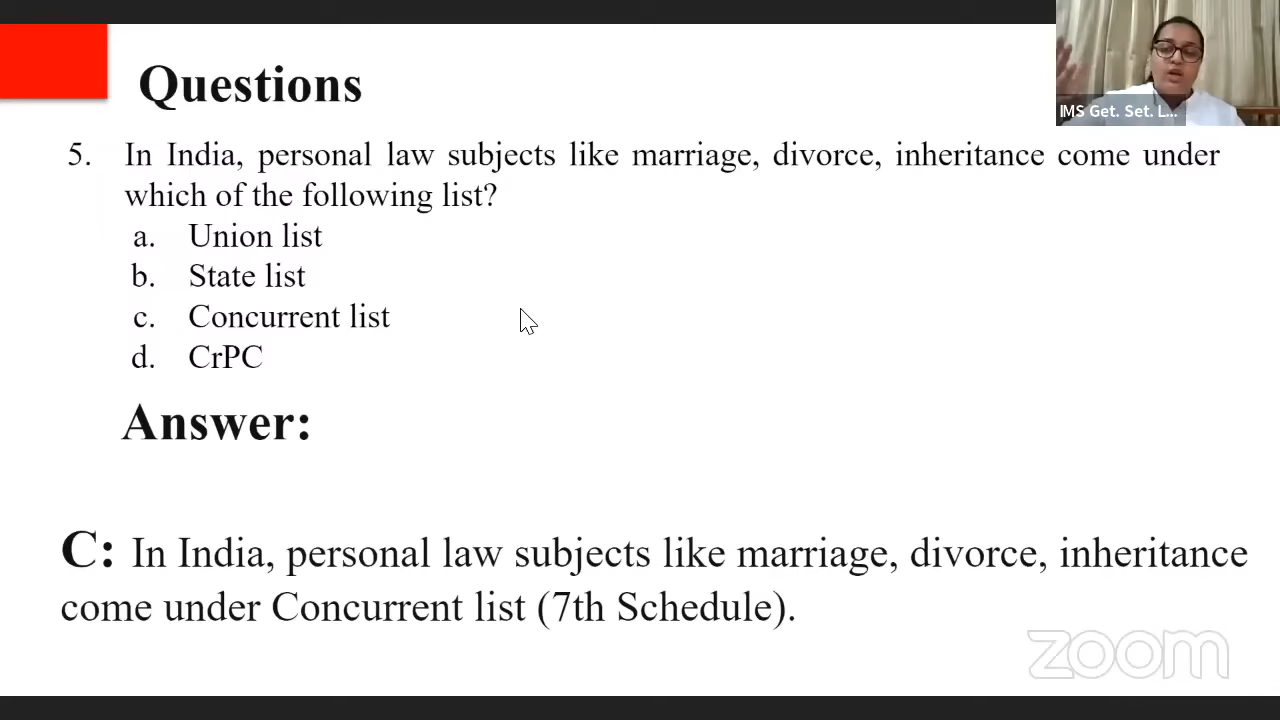 Questions
IMS Get. Set. L...
5. In India, personal law subjects like marriage, divorce, inheritance come under
which of the following list?
a. Union list
b. State list
c. Concurrent list
d. CrPC
Answer:
C: In India, personal law subjects like marriage, divorce, inheritance
come under Concurrent list (7th Schedule).
zoom